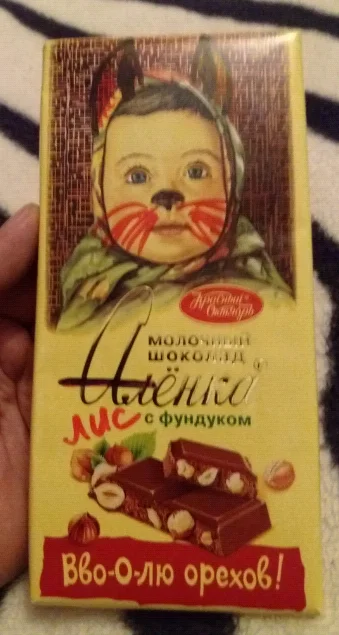 Красный
Октябрь
МОЛОЧНЫЙ
ШОКОЛАД
Алёнка®
лис
с фундуком
Вво-О-лю орехов!